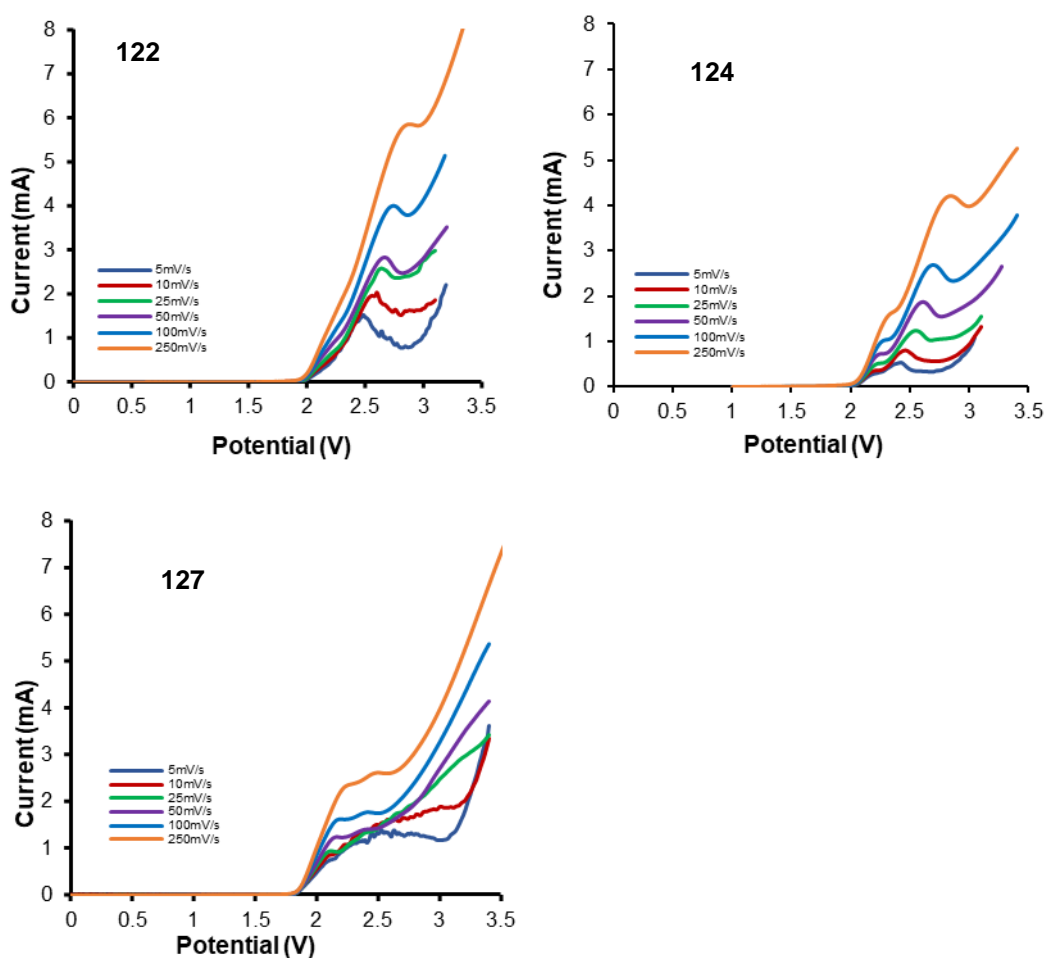 122
8
7
6
5
4
3
2
1
0
Current (mA)
5mV/s
10mV/s
25mV/s
50mV/s
100mV/s
250mV/s
0 0.5 1 1.5 2 2.5 3 3.5
Potential (V)
124
8
7
6
5
4
3
2
1
0
Current (mA)
5mV/s
10mV/s
25mV/s
50mV/s
100mV/s
250mV/s
0 0.5 1 1.5 2 2.5 3 3.5
Potential (V)
127
8
7
6
5
4
3
2
1
0
Current (mA)
5mV/s
10mV/s
25mV/s
50mV/s
100mV/s
250mV/s
0 0.5 1 1.5 2 2.5 3 3.5
Potential (V)